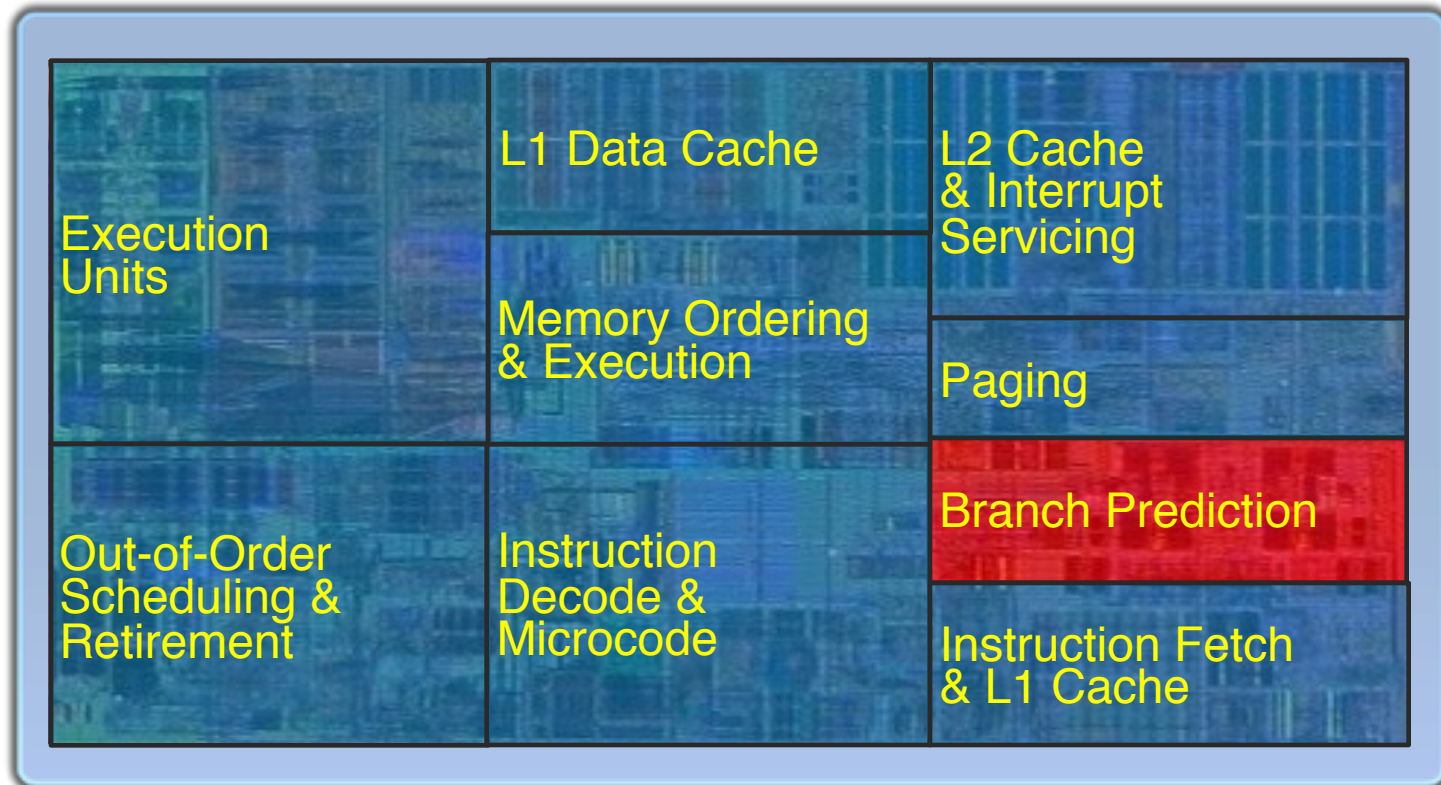 Execution
Units
L1 Data Cache
L2 Cache
& Interrupt
Servicing
Memory Ordering
& Execution
Paging
Branch Prediction
Out-of-Order
Scheduling &
Retirement
Instruction
Decode &
Microcode
Instruction Fetch
& L1 Cache